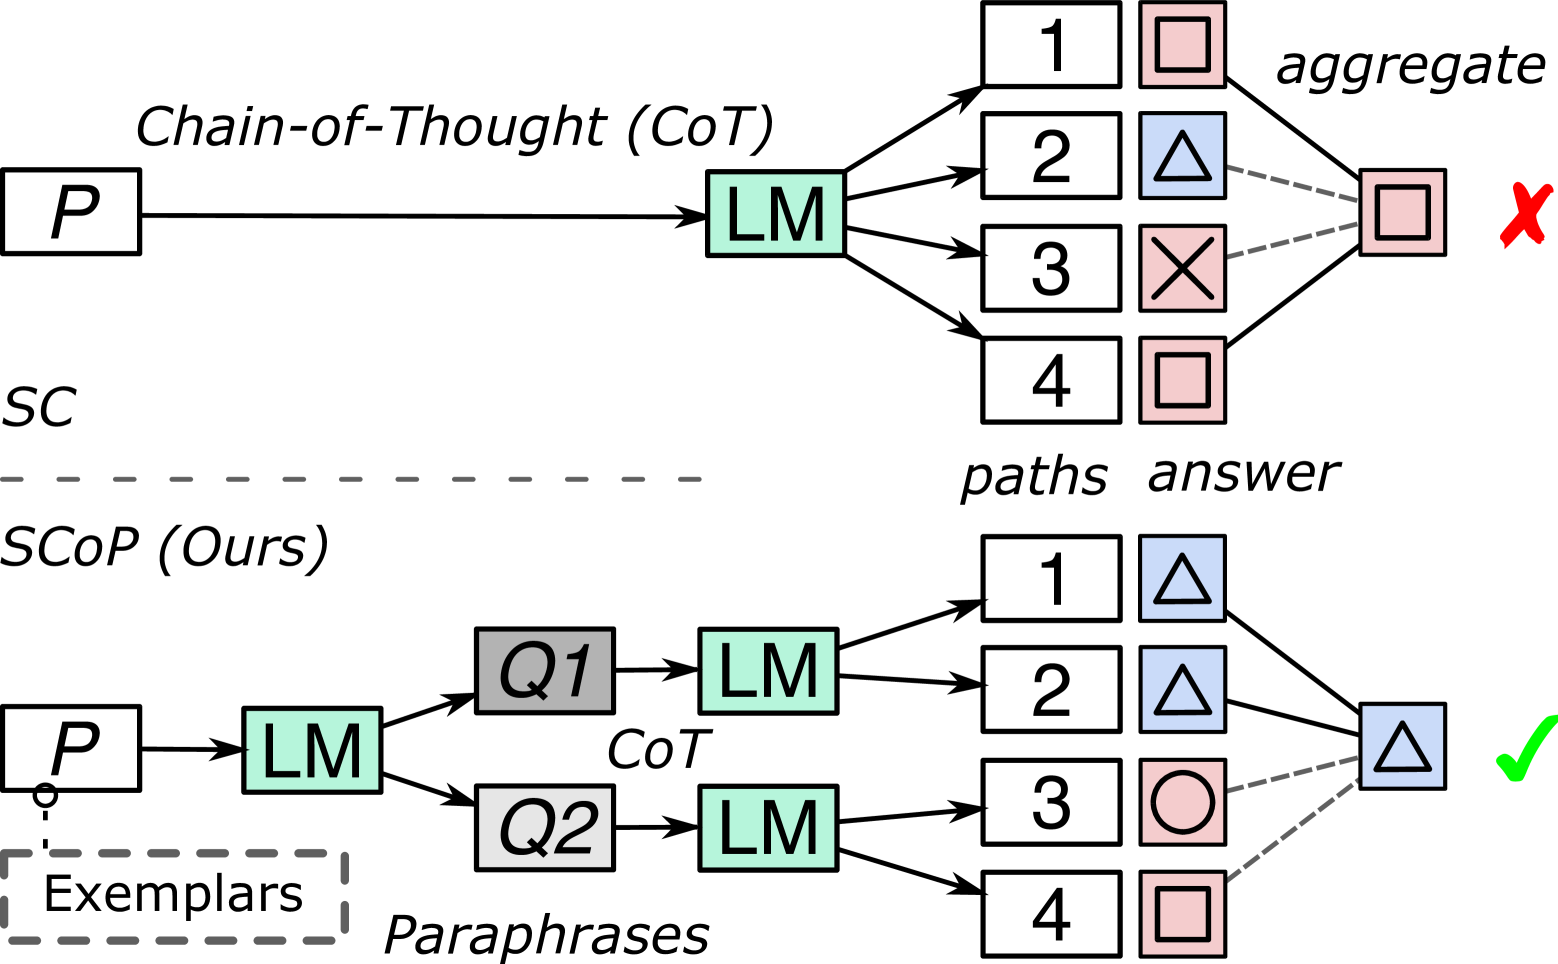 Chain-of-Thought (CoT)
P
LM
1
2
3
4
aggregate
SC
paths
answer
SCoP (Ours)
P
LM
Q1
Q2
CoT
LM
LM
1
2
3
4
Exemplars
Paraphrases